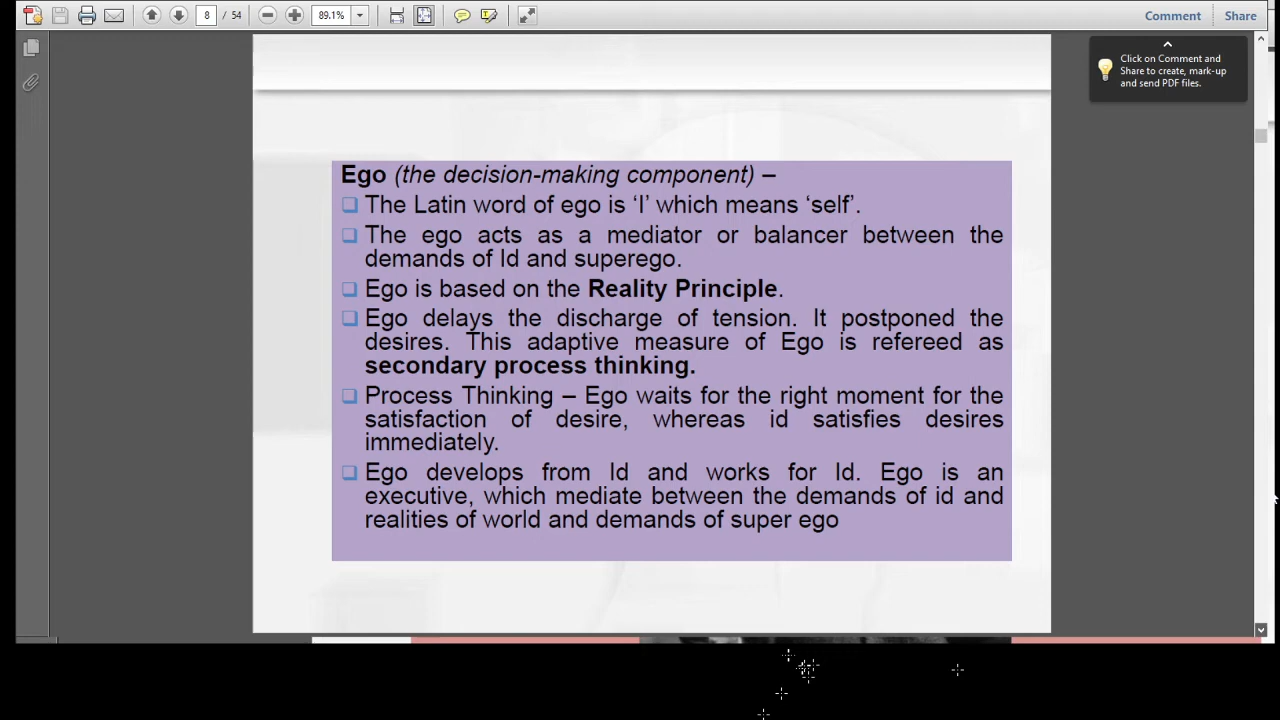 8 / 54
89.1%
Comment
Share
Click on Comment and
Share to create, mark-up
and send PDF files.
Ego (the decision-making component) –
The Latin word of ego is ‘I’ which means ‘self’.
The ego acts as a mediator or balancer between the
demands of Id and superego.
Ego is based on the Reality Principle.
Ego delays the discharge of tension. It postponed the
desires. This adaptive measure of Ego is refereed as
secondary process thinking.
Process Thinking – Ego waits for the right moment for the
satisfaction of desire, whereas id satisfies desires
immediately.
Ego develops from Id and works for Id. Ego is an
executive, which mediate between the demands of id and
realities of world and demands of super ego